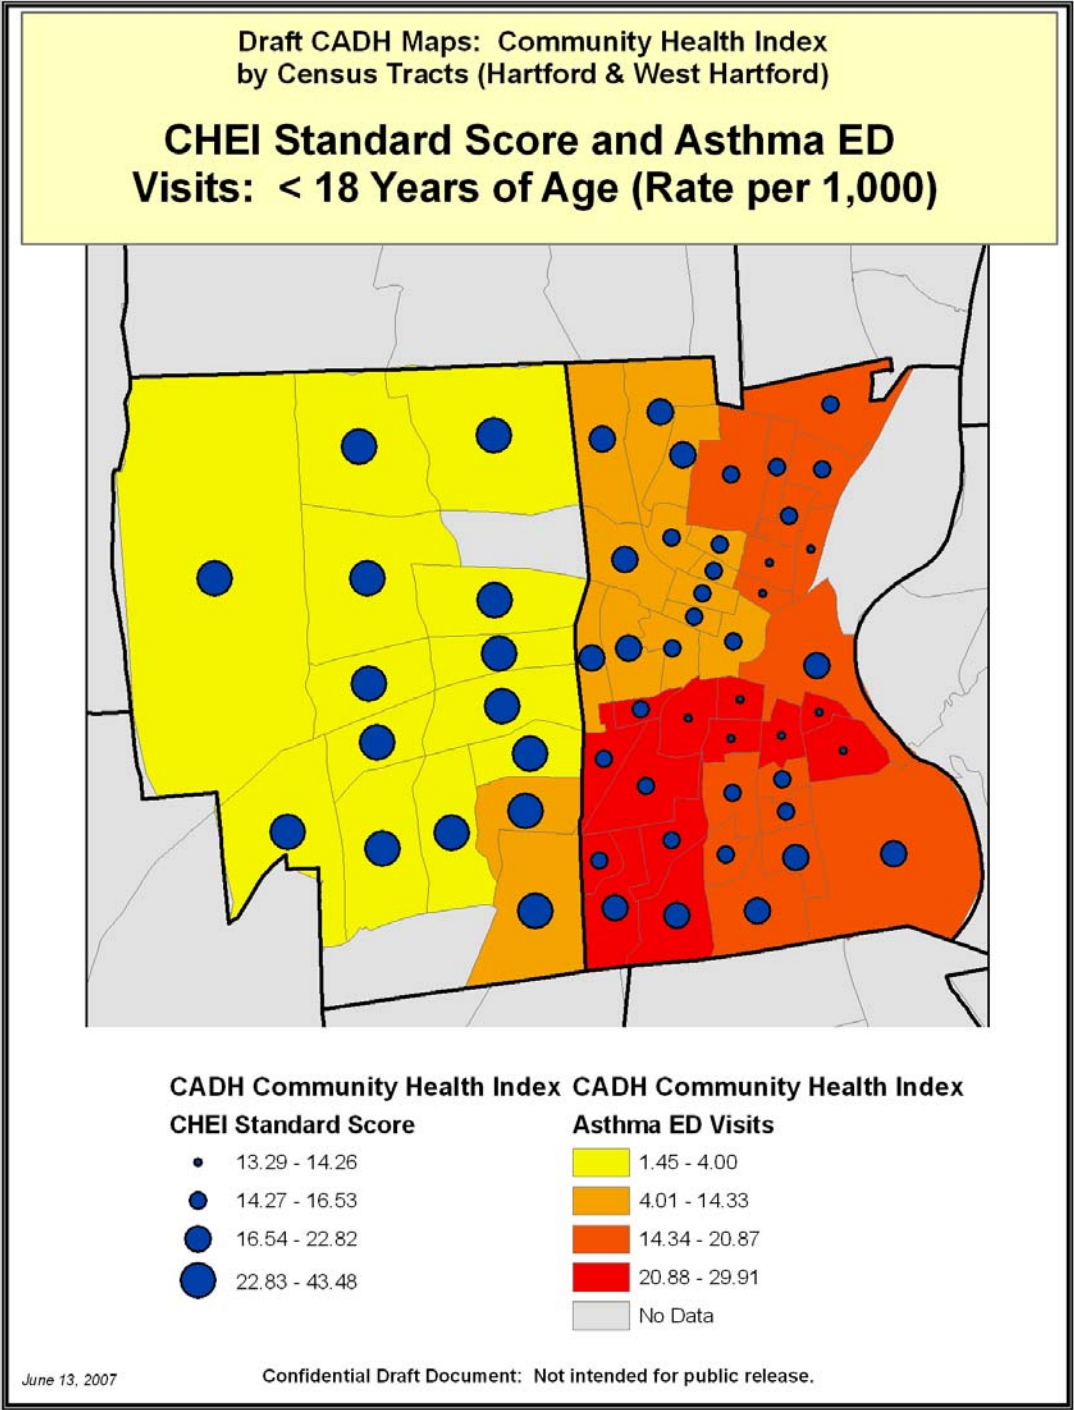 Draft CADH Maps:  Community Health Index
by Census Tracts (Hartford & West Hartford)
CHEI Standard Score and Asthma ED
Visits:  < 18 Years of Age (Rate per 1,000)
CADH Community Health Index
CHEI Standard Score
13.29 - 14.26
14.27 - 16.53
16.54 - 22.82
22.83 - 43.48
CADH Community Health Index
Asthma ED Visits
1.45 - 4.00
4.01 - 14.33
14.34 - 20.87
20.88 - 29.91
No Data
June 13, 2007
Confidential Draft Document:  Not intended for public release.